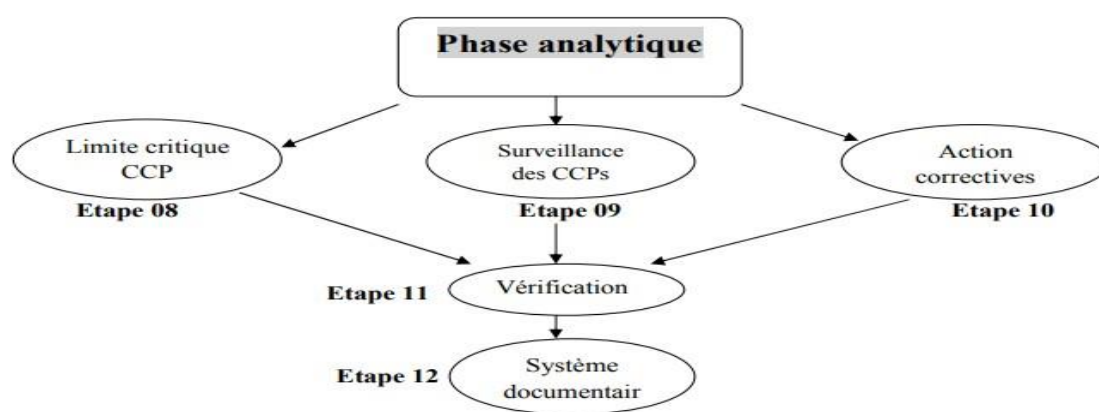 Phase analytique
Limite critique
CCP
Etape 08
Surveillance
des CCPs
Etape 09
Action
correctives
Etape 10
Etape 11
Vérification
Etape 12
Système
documentair